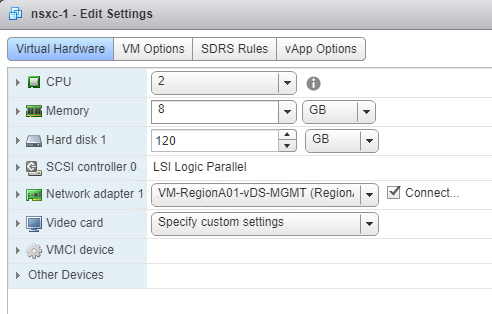 nsxc-1 - Edit Settings
Virtual Hardware VM Options SDRS Rules vApp Options
CPU 2
Memory 8 GB
Hard disk 1 120 GB
SCSI controller 0 LSI Logic Parallel
Network adapter 1 VM-RegionA01-vDS-MGMT (Region Connect...
Video card Specify custom settings
VMCI device
Other Devices